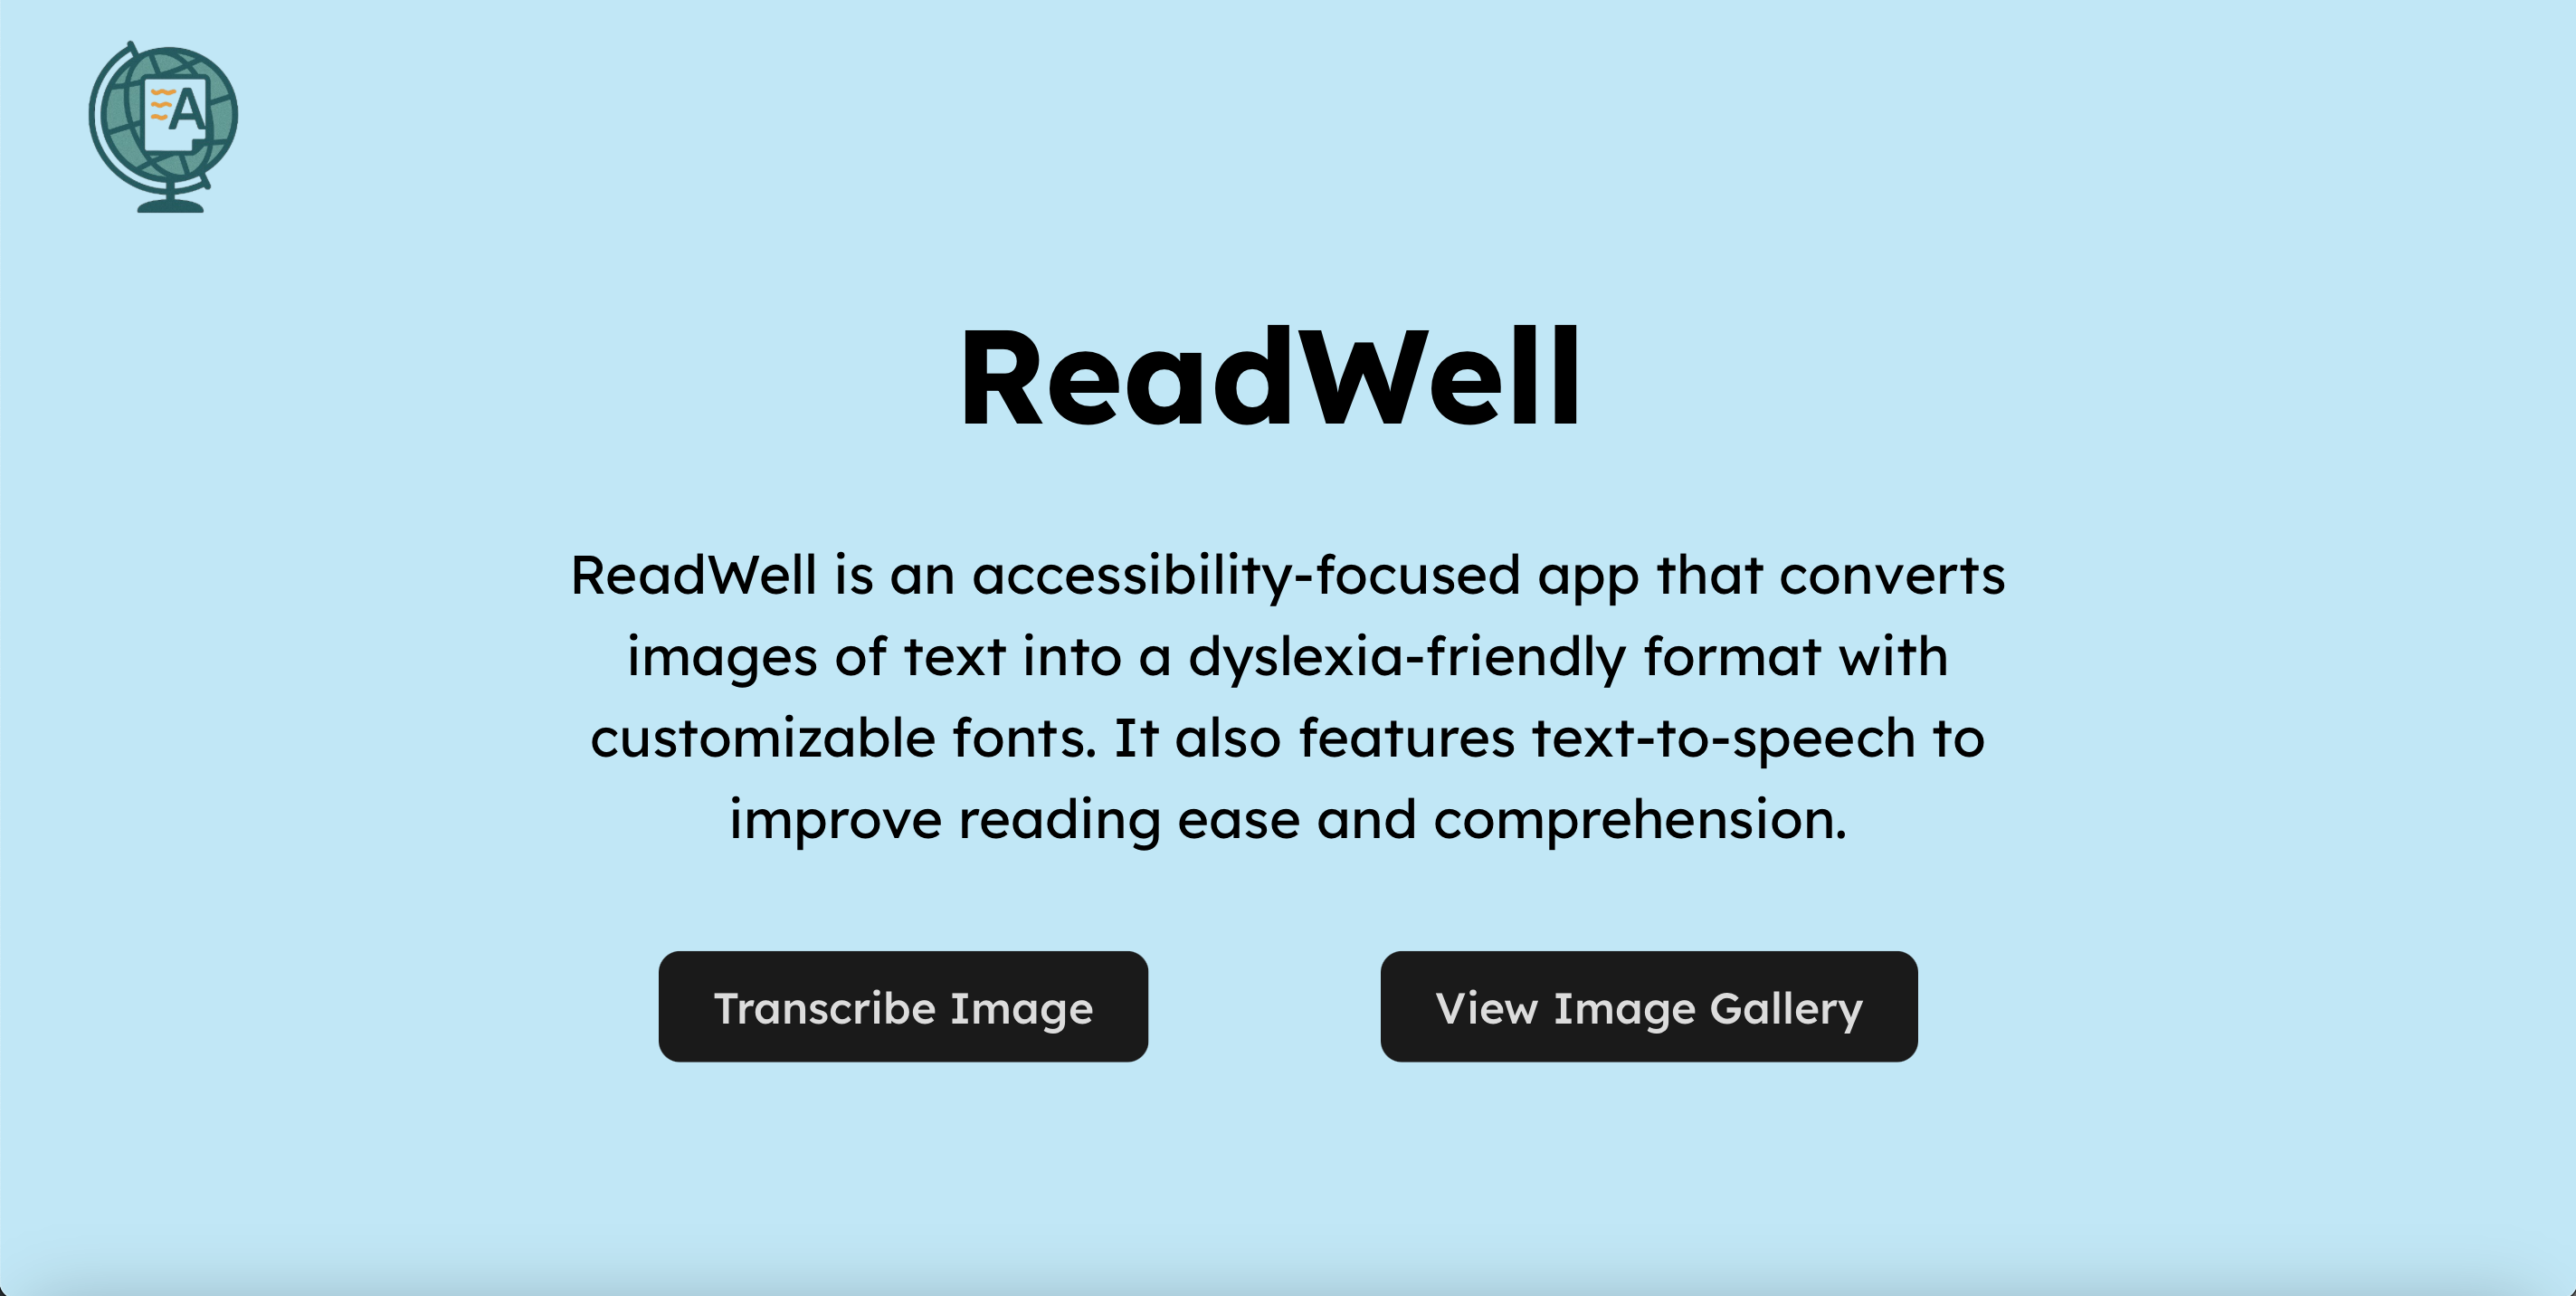 A
ReadWell
ReadWell is an accessibility-focused app that converts
images of text into a dyslexia-friendly format with
customizable fonts. It also features text-to-speech to
improve reading ease and comprehension.
Transcribe Image
View Image Gallery